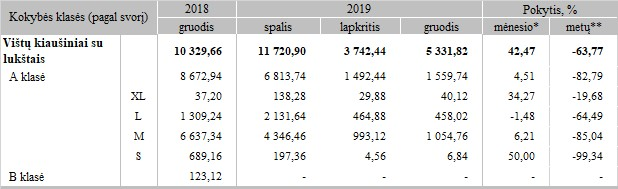 Kokybės klasės (pagal svorį) 2018 2019 Pokytis, %
gruodis spalis lapkritis gruodis mėnesio* metų**
Vištų kiaušiniai su lukštais 10 329,66 11 720,90 3 742,44 5 331,82 42,47 -63,77
A klasė 8 672,94 6 813,74 1 492,44 1 559,74 4,51 -82,79
XL 37,20 138,28 29,88 40,12 34,27 -19,68
L 1 309,24 2 131,64 464,88 458,02 -1,48 -64,49
M 6 637,34 4 346,46 993,12 1 054,76 6,21 -85,04
S 689,16 197,36 4,56 6,84 50,00 -99,34
B klasė 123,12 - - - - -